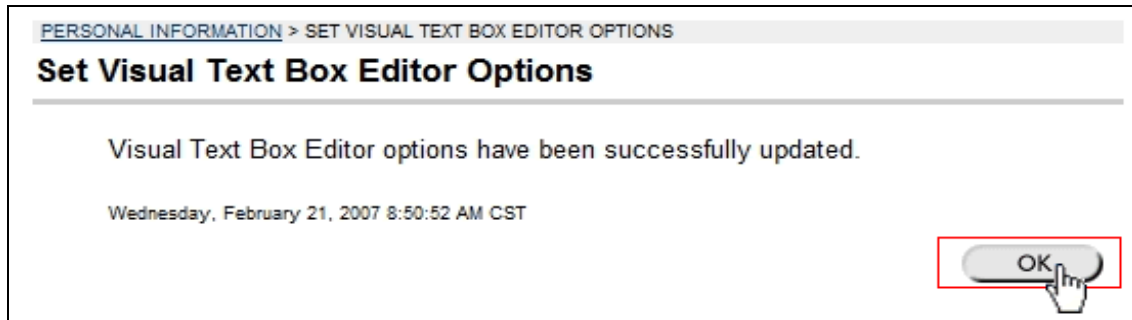 PERSONAL INFORMATION > SET VISUAL TEXT BOX EDITOR OPTIONS
Set Visual Text Box Editor Options
Visual Text Box Editor options have been successfully updated.
Wednesday, February 21, 2007 8:50:52 AM CST
OK